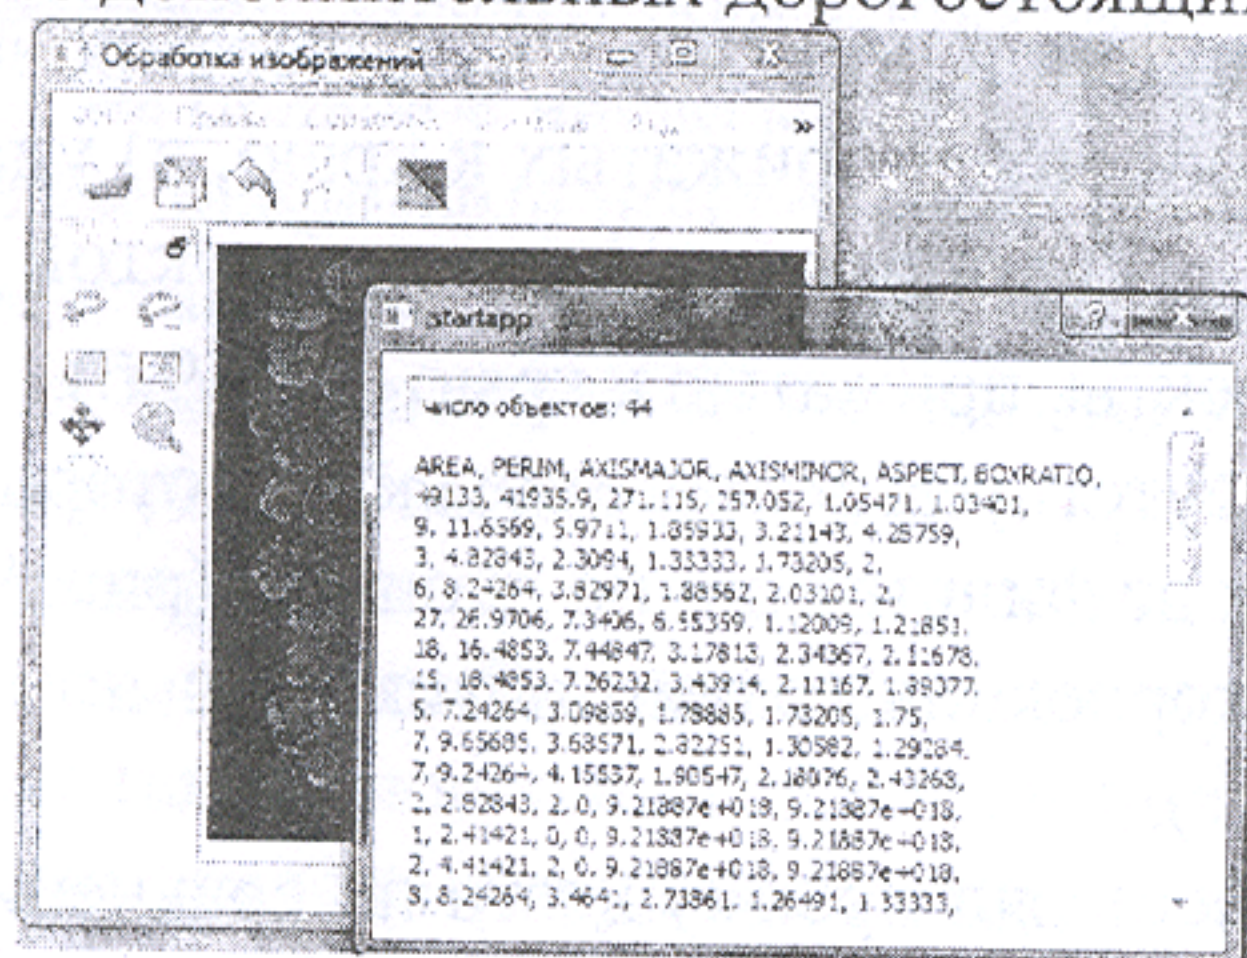 дорогостоящи
Обработка изображений
startapp
число объектов: 44
AREA, PERIM, AXISMAJOR, AXISMINOR, ASPECT, BOXRATIO,
49133, 41935.9, 271.115, 257.052, 1.05471, 1.03401,
9, 11.6569, 5.9711, 1.85933, 3.21143, 4.25759,
3, 4.82843, 2.3094, 1.33333, 1.73205, 2,
6, 8.24264, 3.82971, 1.88562, 2.03101, 2,
27, 26.9706, 7.3406, 6.55359, 1.12009, 1.21851,
18, 16.4853, 7.44847, 3.17813, 2.34367, 2.11678,
15, 18.4853, 7.26232, 3.43914, 2.11167, 1.89377,
5, 7.24264, 3.09839, 1.78885, 1.73205, 1.75,
7, 9.65685, 3.68571, 2.82251, 1.30582, 1.29284,
7, 9.24264, 4.15537, 1.90547, 2.18076, 2.43263,
2, 2.82843, 2, 0, 9.21887e+018, 9.21887e+018,
1, 2.41421, 0, 0, 9.21887e+018, 9.21887e+018,
2, 4.41421, 2, 0, 9.21887e+018, 9.21887e+018,
8, 8.24264, 3.4641, 2.73861, 1.26491, 1.33333,